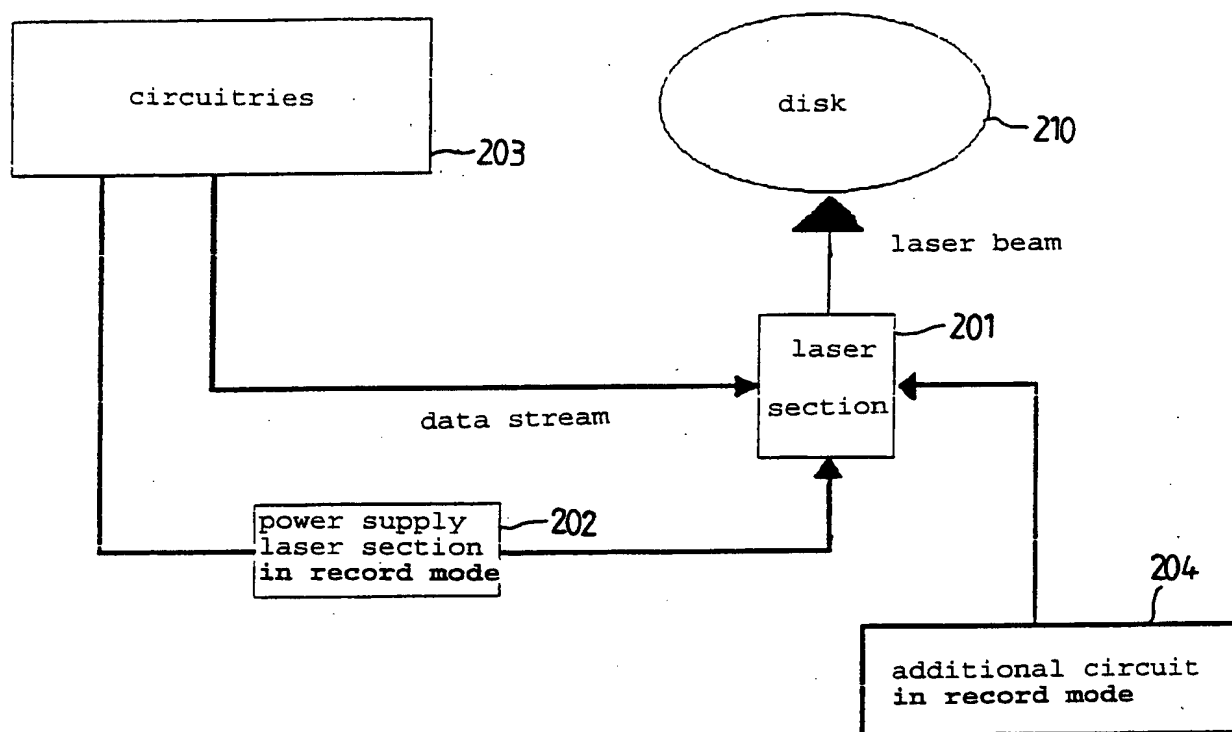 circuitries
203
disk
210
laser beam
201
laser
section
data stream
power supply
laser section
in record mode
202
204
additional circuit
in record mode